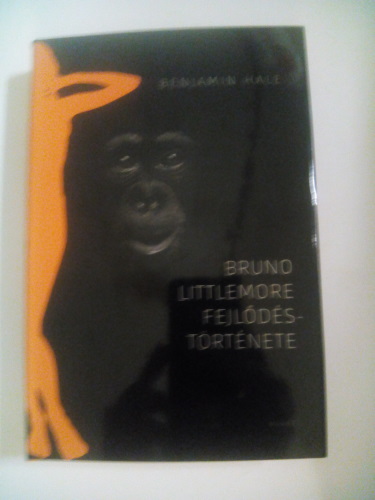 BENJAMIN HALE
BRUNO
LITTLEMORE
FEJLŐDÉS-
TÖRTÉNETE